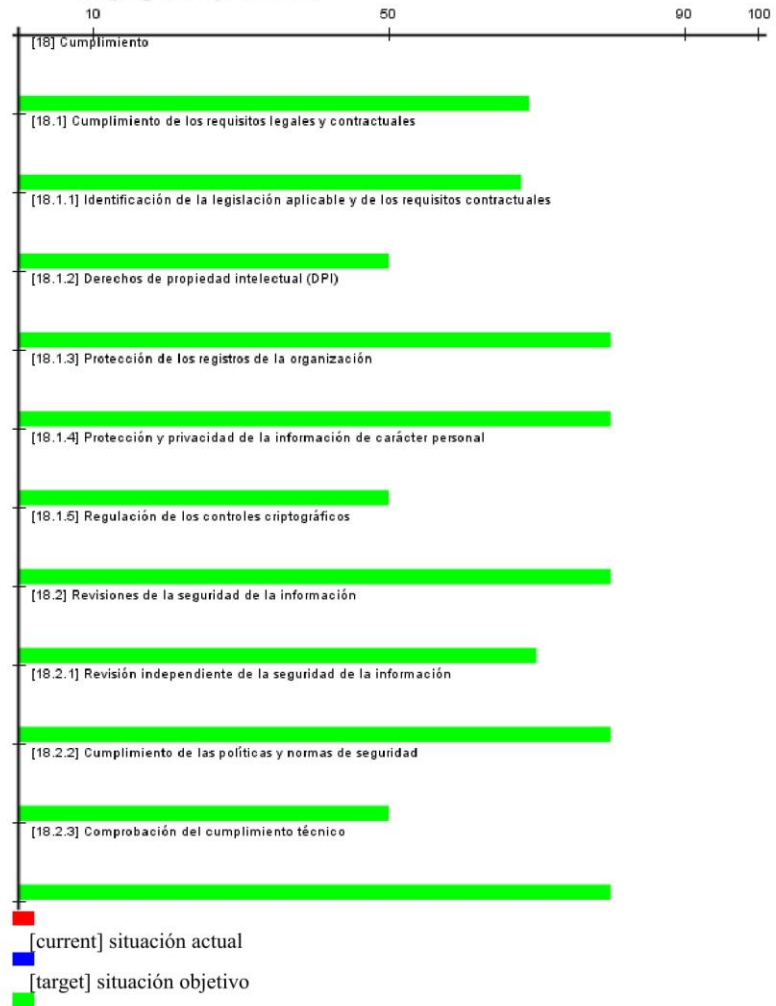 10 50 90 100
[18] Cumplimiento
[18.1] Cumplimiento de los requisitos legales y contractuales
[18.1.1] Identificación de la legislación aplicable y de los requisitos contractuales
[18.1.2] Derechos de propiedad intelectual (DPI)
[18.1.3] Protección de los registros de la organización
[18.1.4] Protección y privacidad de la información de carácter personal
[18.1.5] Regulación de los controles criptográficos
[18.2] Revisiones de la seguridad de la información
[18.2.1] Revisión independiente de la seguridad de la información
[18.2.2] Cumplimiento de las políticas y normas de seguridad
[18.2.3] Comprobación del cumplimiento técnico
[current] situación actual
[target] situación objetivo